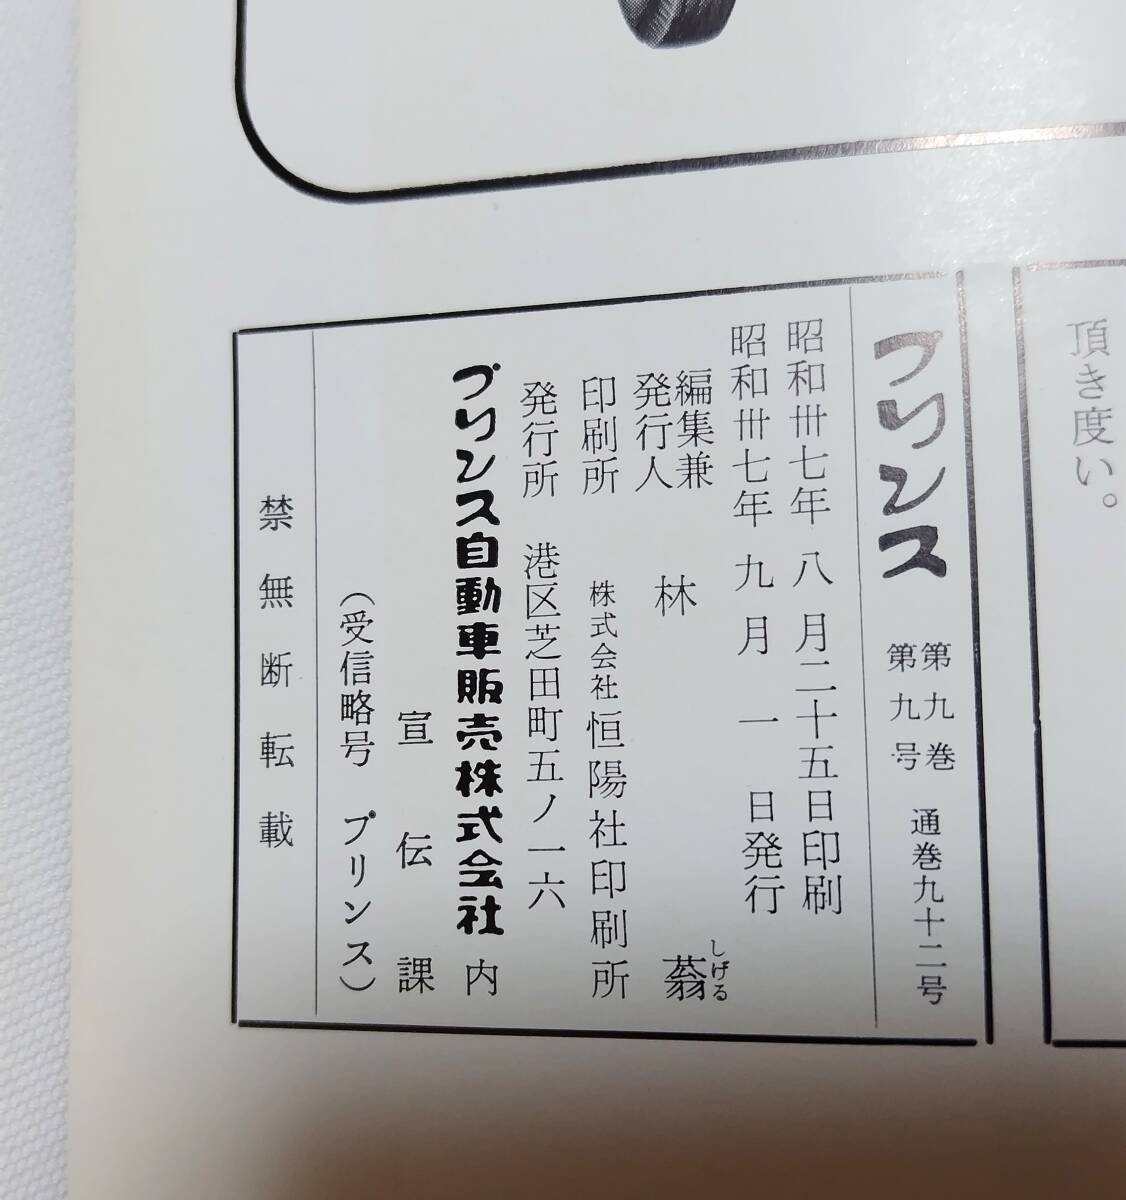 頂き度い。
プリンス 第九巻 第九号 通巻九十二号
昭和卅七年 八月二十五日印刷
昭和卅七年 九月 一日発行
編集兼
発行人 林 蓊
しげる
印刷所 株式会社 恒陽社印刷所
発行所 港区芝田町五ノ一六
プリンス自動車販売株式会社 内
宣伝課
(受信略号 プリンス)
禁無断転載